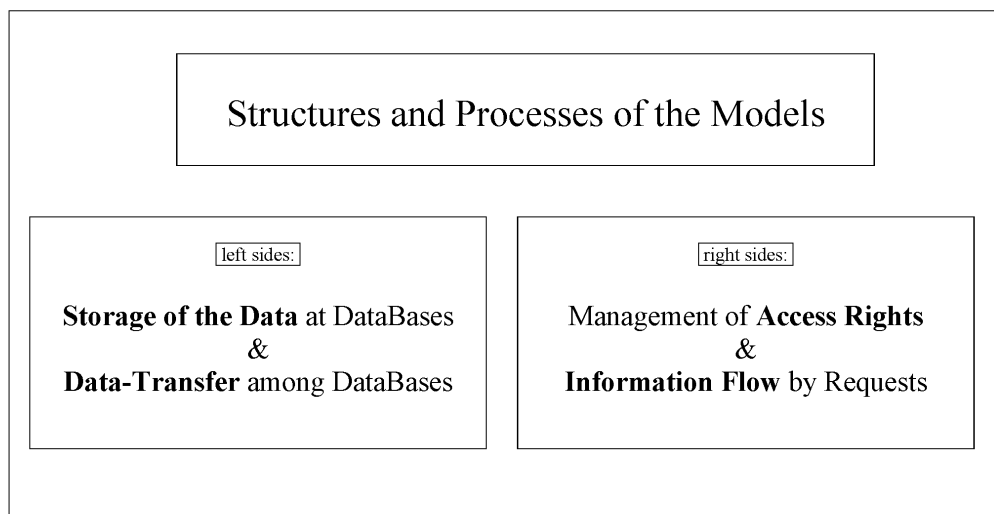 Structures and Processes of the Models
left sides:
Storage of the Data at DataBases
&
Data-Transfer among DataBases
right sides:
Management of Access Rights
&
Information Flow by Requests